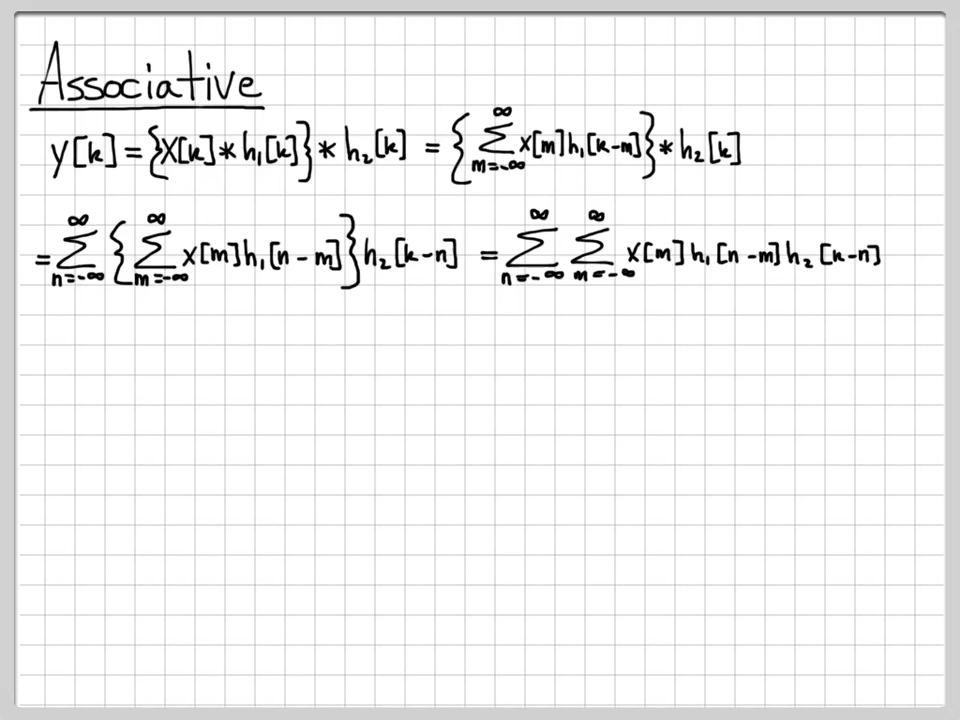 Associative
y[k] = {x[k] * h₁[k]} * h₂[k] = {∑_{m=-∞}^{∞} x[m]h₁[k-m]} * h₂[k]
= ∑_{n=-∞}^{∞} {∑_{m=-∞}^{∞} x[m]h₁[n-m]} h₂[k-n] = ∑_{n=-∞}^{∞} ∑_{m=-∞}^{∞} x[m]h₁[n-m]h₂[k-n]